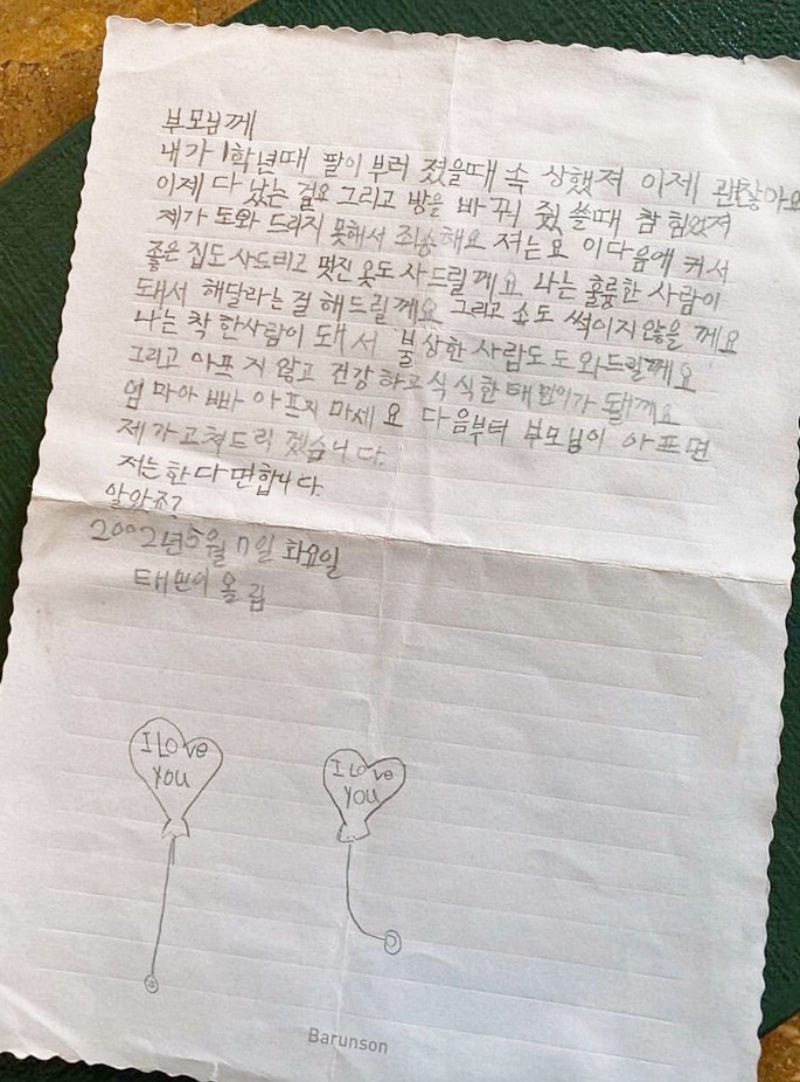 부모님께
내가 1학년때 팔이 부러 졌을때 속 상했져 이제 괜찮아요
이제 다 났는 걸요 그리고 방을 바꾸 줬 쓸때 참 힘었져
제가 도와 드리지 못해서 죄송해요 저는요 이다음에 커서
좋은 집도 사드리고 멋진 옷도 사드릴께요 나는 훌륭한 사람이
돼서 해달라는 걸 해드릴께요 그리고 소도 썩이지않을 께요
나는 착 한사람이 돼 서 불상한 사람도 도 와드릴께요
그리고 아프 지 않고 건강 하고 식 식한 태민이가 될께요
엄 마아 빠 아프지 마세 요 다음부터 부모님이 아프면
제가고쳐드리 겠습니다.
저는한 다 면합니다.
알았죠?
2002년5월 7일 화요일
태민이 올림
I Love
You
I Love
You
Barunson